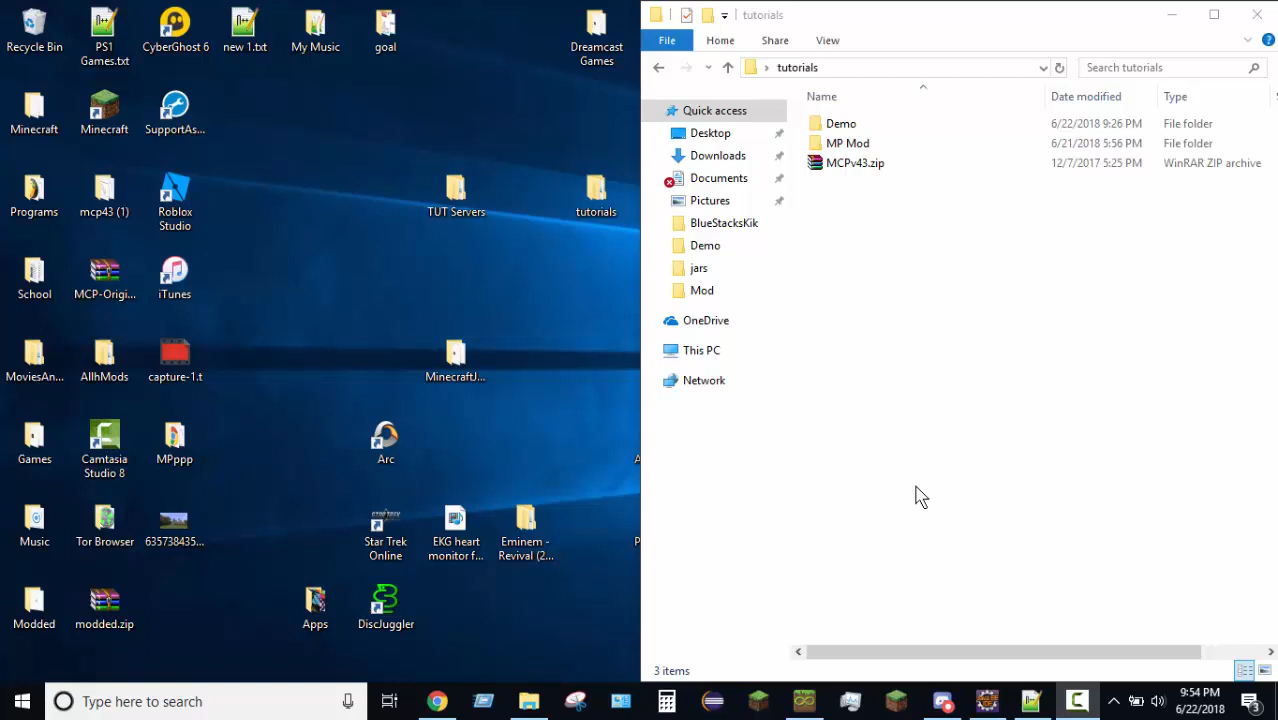 Recycle Bin
PS1 Games.txt
CyberGhost 6
new 1.txt
My Music
goal
Dreamcast Games
Minecraft
Minecraft
SupportAs...
Programs
mcp43 (1)
Roblox Studio
TUT Servers
tutorials
School
MCP-Origi...
iTunes
MoviesAn...
AllhMods
capture-1.t
MinecraftJ...
Games
Camtasia Studio 8
MPppp
Arc
Music
Tor Browser
635738435...
Star Trek Online
EKG heart monitor f...
Eminem - Revival (2...
Modded
modded.zip
Apps
DiscJuggler
tutorials
File
Home
Share
View
tutorials
Search tutorials
Name
Date modified
Type
Quick access
Desktop
Downloads
Documents
Pictures
BlueStacksKik
Demo
jars
Mod
OneDrive
This PC
Network
Demo 6/22/2018 9:26 PM File folder
MP Mod 6/21/2018 5:56 PM File folder
MCPv43.zip 12/7/2017 5:25 PM WinRAR ZIP archive
3 items
Type here to search
9:54 PM
6/22/2018
3